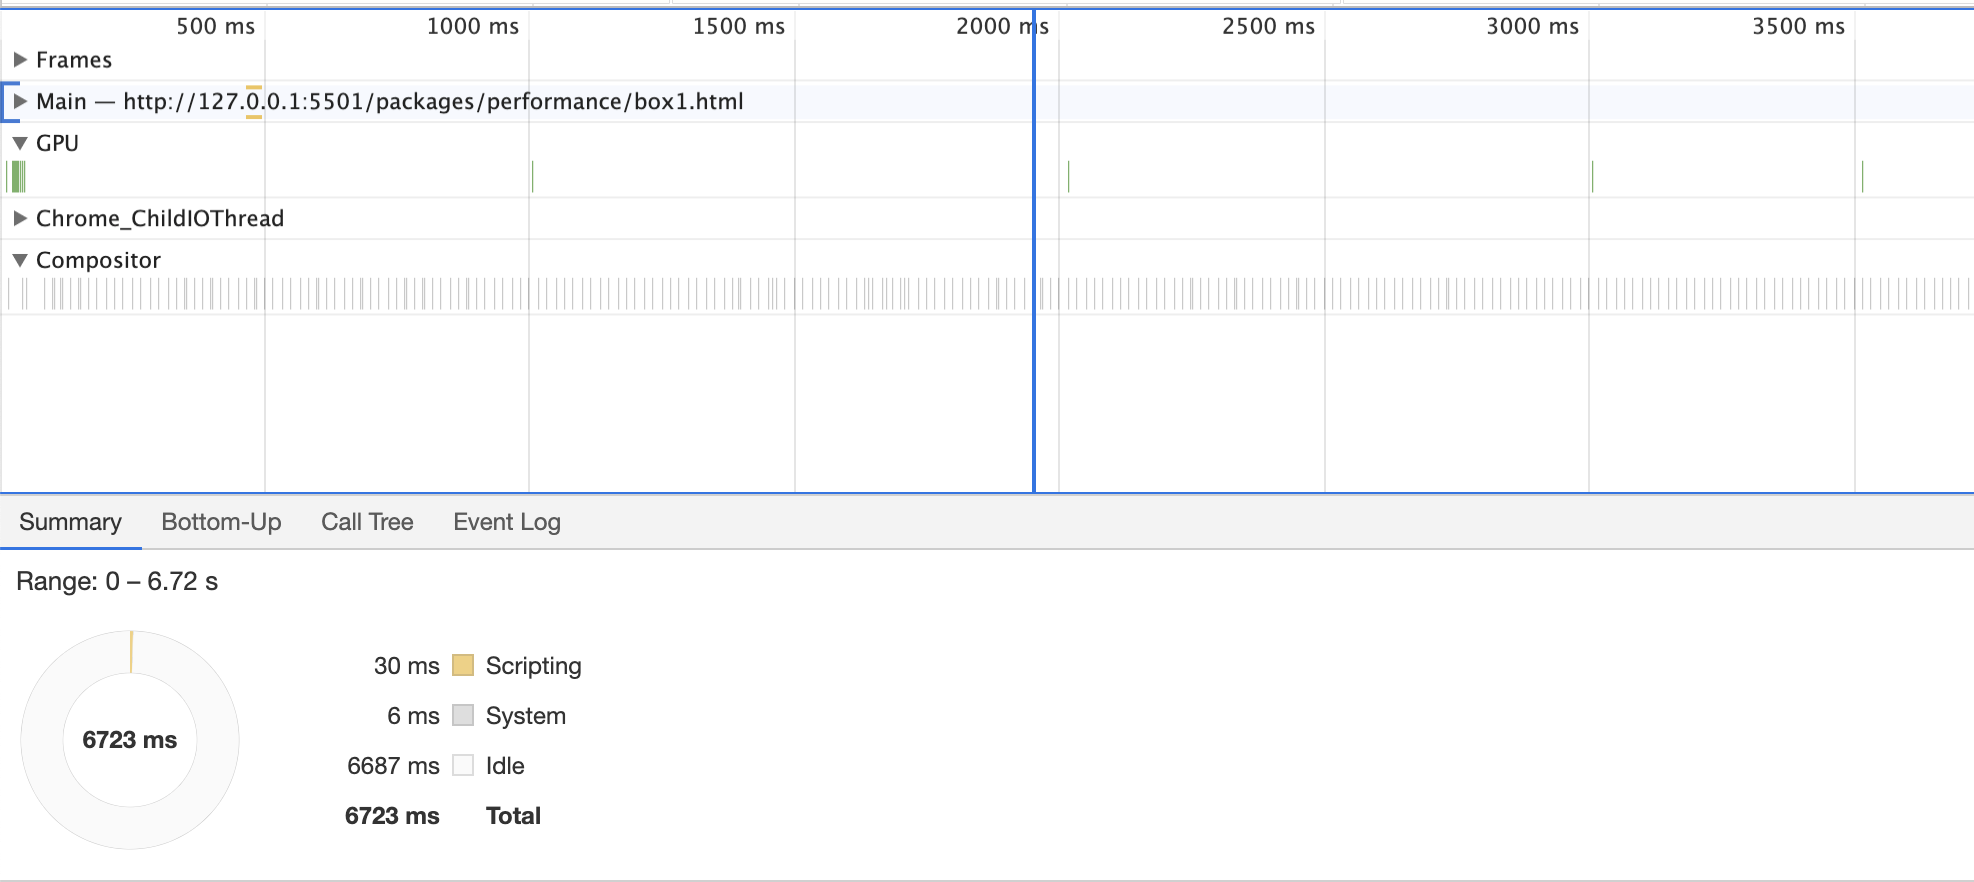 500 ms 1000 ms 1500 ms 2000 ms 2500 ms 3000 ms 3500 ms
Frames
Main — http://127.0.0.1:5501/packages/performance/box1.html
GPU
Chrome_ChildIOThread
Compositor
Summary Bottom-Up Call Tree Event Log
Range: 0 – 6.72 s
6723 ms
30 ms Scripting
6 ms System
6687 ms Idle
6723 ms Total